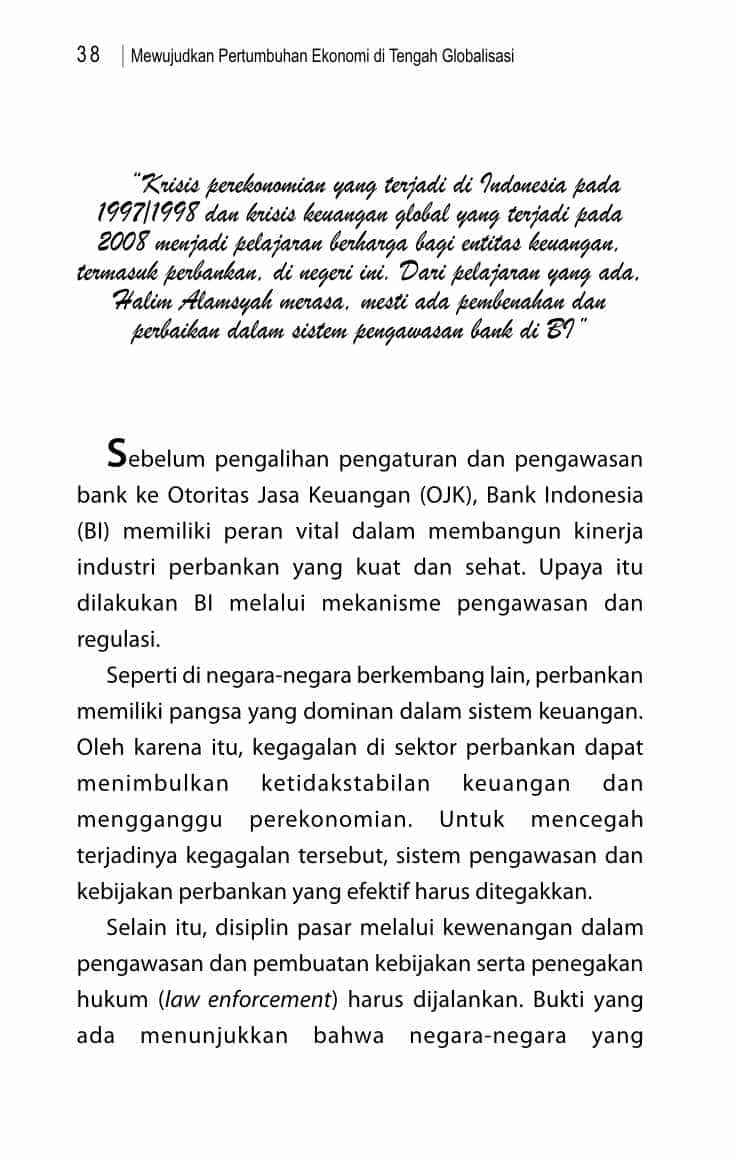 38 | Mewujudkan Pertumbuhan Ekonomi di Tengah Globalisasi
"Krisis perekonomian yang terjadi di Indonesia pada
1997/1998 dan krisis keuangan global yang terjadi pada
2008 menjadi pelajaran berharga bagi entitas keuangan,
termasuk perbankan, di negeri ini. Dari pelajaran yang ada,
Halim Alamsyah merasa, mesti ada pembenahan dan
perbaikan dalam sistem pengawasan bank di BI"
Sebelum pengalihan pengaturan dan pengawasan
bank ke Otoritas Jasa Keuangan (OJK), Bank Indonesia
(BI) memiliki peran vital dalam membangun kinerja
industri perbankan yang kuat dan sehat. Upaya itu
dilakukan BI melalui mekanisme pengawasan dan
regulasi.
Seperti di negara-negara berkembang lain, perbankan
memiliki pangsa yang dominan dalam sistem keuangan.
Oleh karena itu, kegagalan di sektor perbankan dapat
menimbulkan ketidakstabilan keuangan dan
mengganggu perekonomian. Untuk mencegah
terjadinya kegagalan tersebut, sistem pengawasan dan
kebijakan perbankan yang efektif harus ditegakkan.
Selain itu, disiplin pasar melalui kewenangan dalam
pengawasan dan pembuatan kebijakan serta penegakan
hukum (law enforcement) harus dijalankan. Bukti yang
ada menunjukkan bahwa negara-negara yang